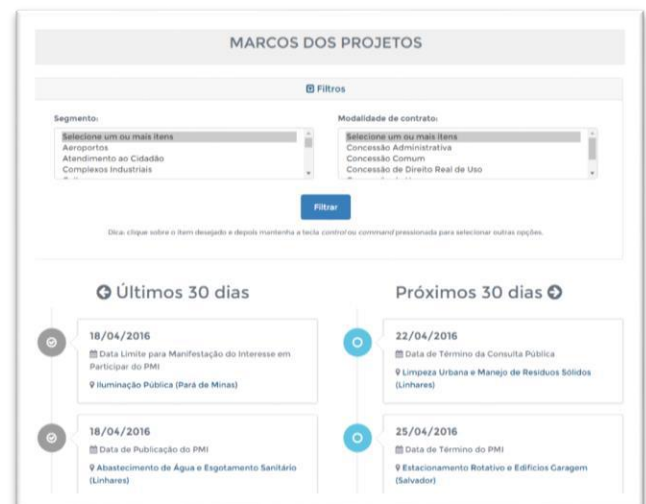 MARCOS DOS PROJETOS
Filtros
Segmento:
Selecione um ou mais itens
Aeroportos
Atendimento ao Cidadão
Complexos Industriais
Modalidade de contrato:
Selecione um ou mais itens
Concessão Administrativa
Concessão Comum
Concessão de Direito Real de Uso
Filtrar
Dica: clique sobre o item desejado e depois mantenha a tecla control ou command pressionada para selecionar outras opções.
Últimos 30 dias
18/04/2016
Data Limite para Manifestação do Interesse em
Participar do PMI
Iluminação Pública (Pará de Minas)
18/04/2016
Data de Publicação do PMI
Abastecimento de Água e Esgotamento Sanitário
(Linhares)
Próximos 30 dias
22/04/2016
Data de Término da Consulta Pública
Limpeza Urbana e Manejo de Resíduos Sólidos
(Linhares)
25/04/2016
Data de Término do PMI
Estacionamento Rotativo e Edifícios Garagem
(Salvador)